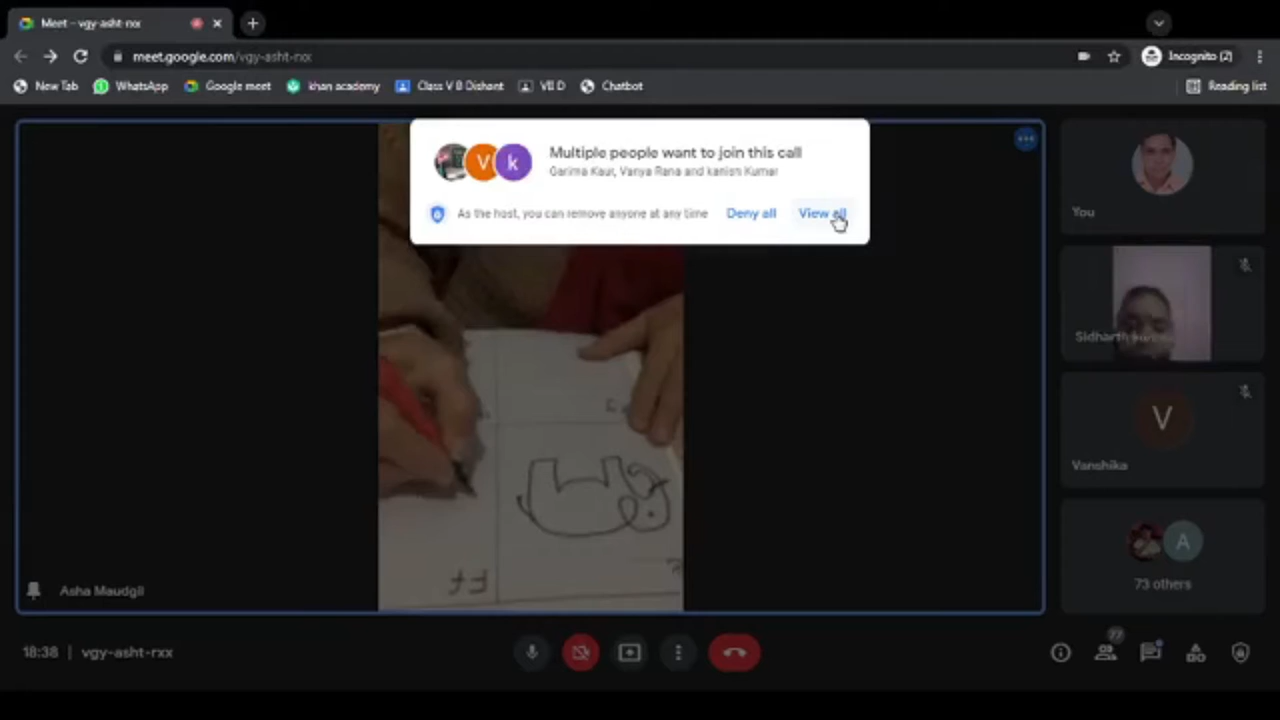 Meet - vgy-asht-rxx
meet.google.com/vgy-asht-rxx
Incognito (2)
New Tab
WhatsApp
Google meet
khan academy
Class V B Dishant
VII D
Chatbot
Reading list
V
k
Multiple people want to join this call
Garima Kaur, Vanya Rana and kanish Kumar
As the host, you can remove anyone at any time
Deny all
View all
You
Sidharth
V
Vanshika
A
73 others
Ff
Asha Maudgil
18:38 | vgy-asht-rxx
77